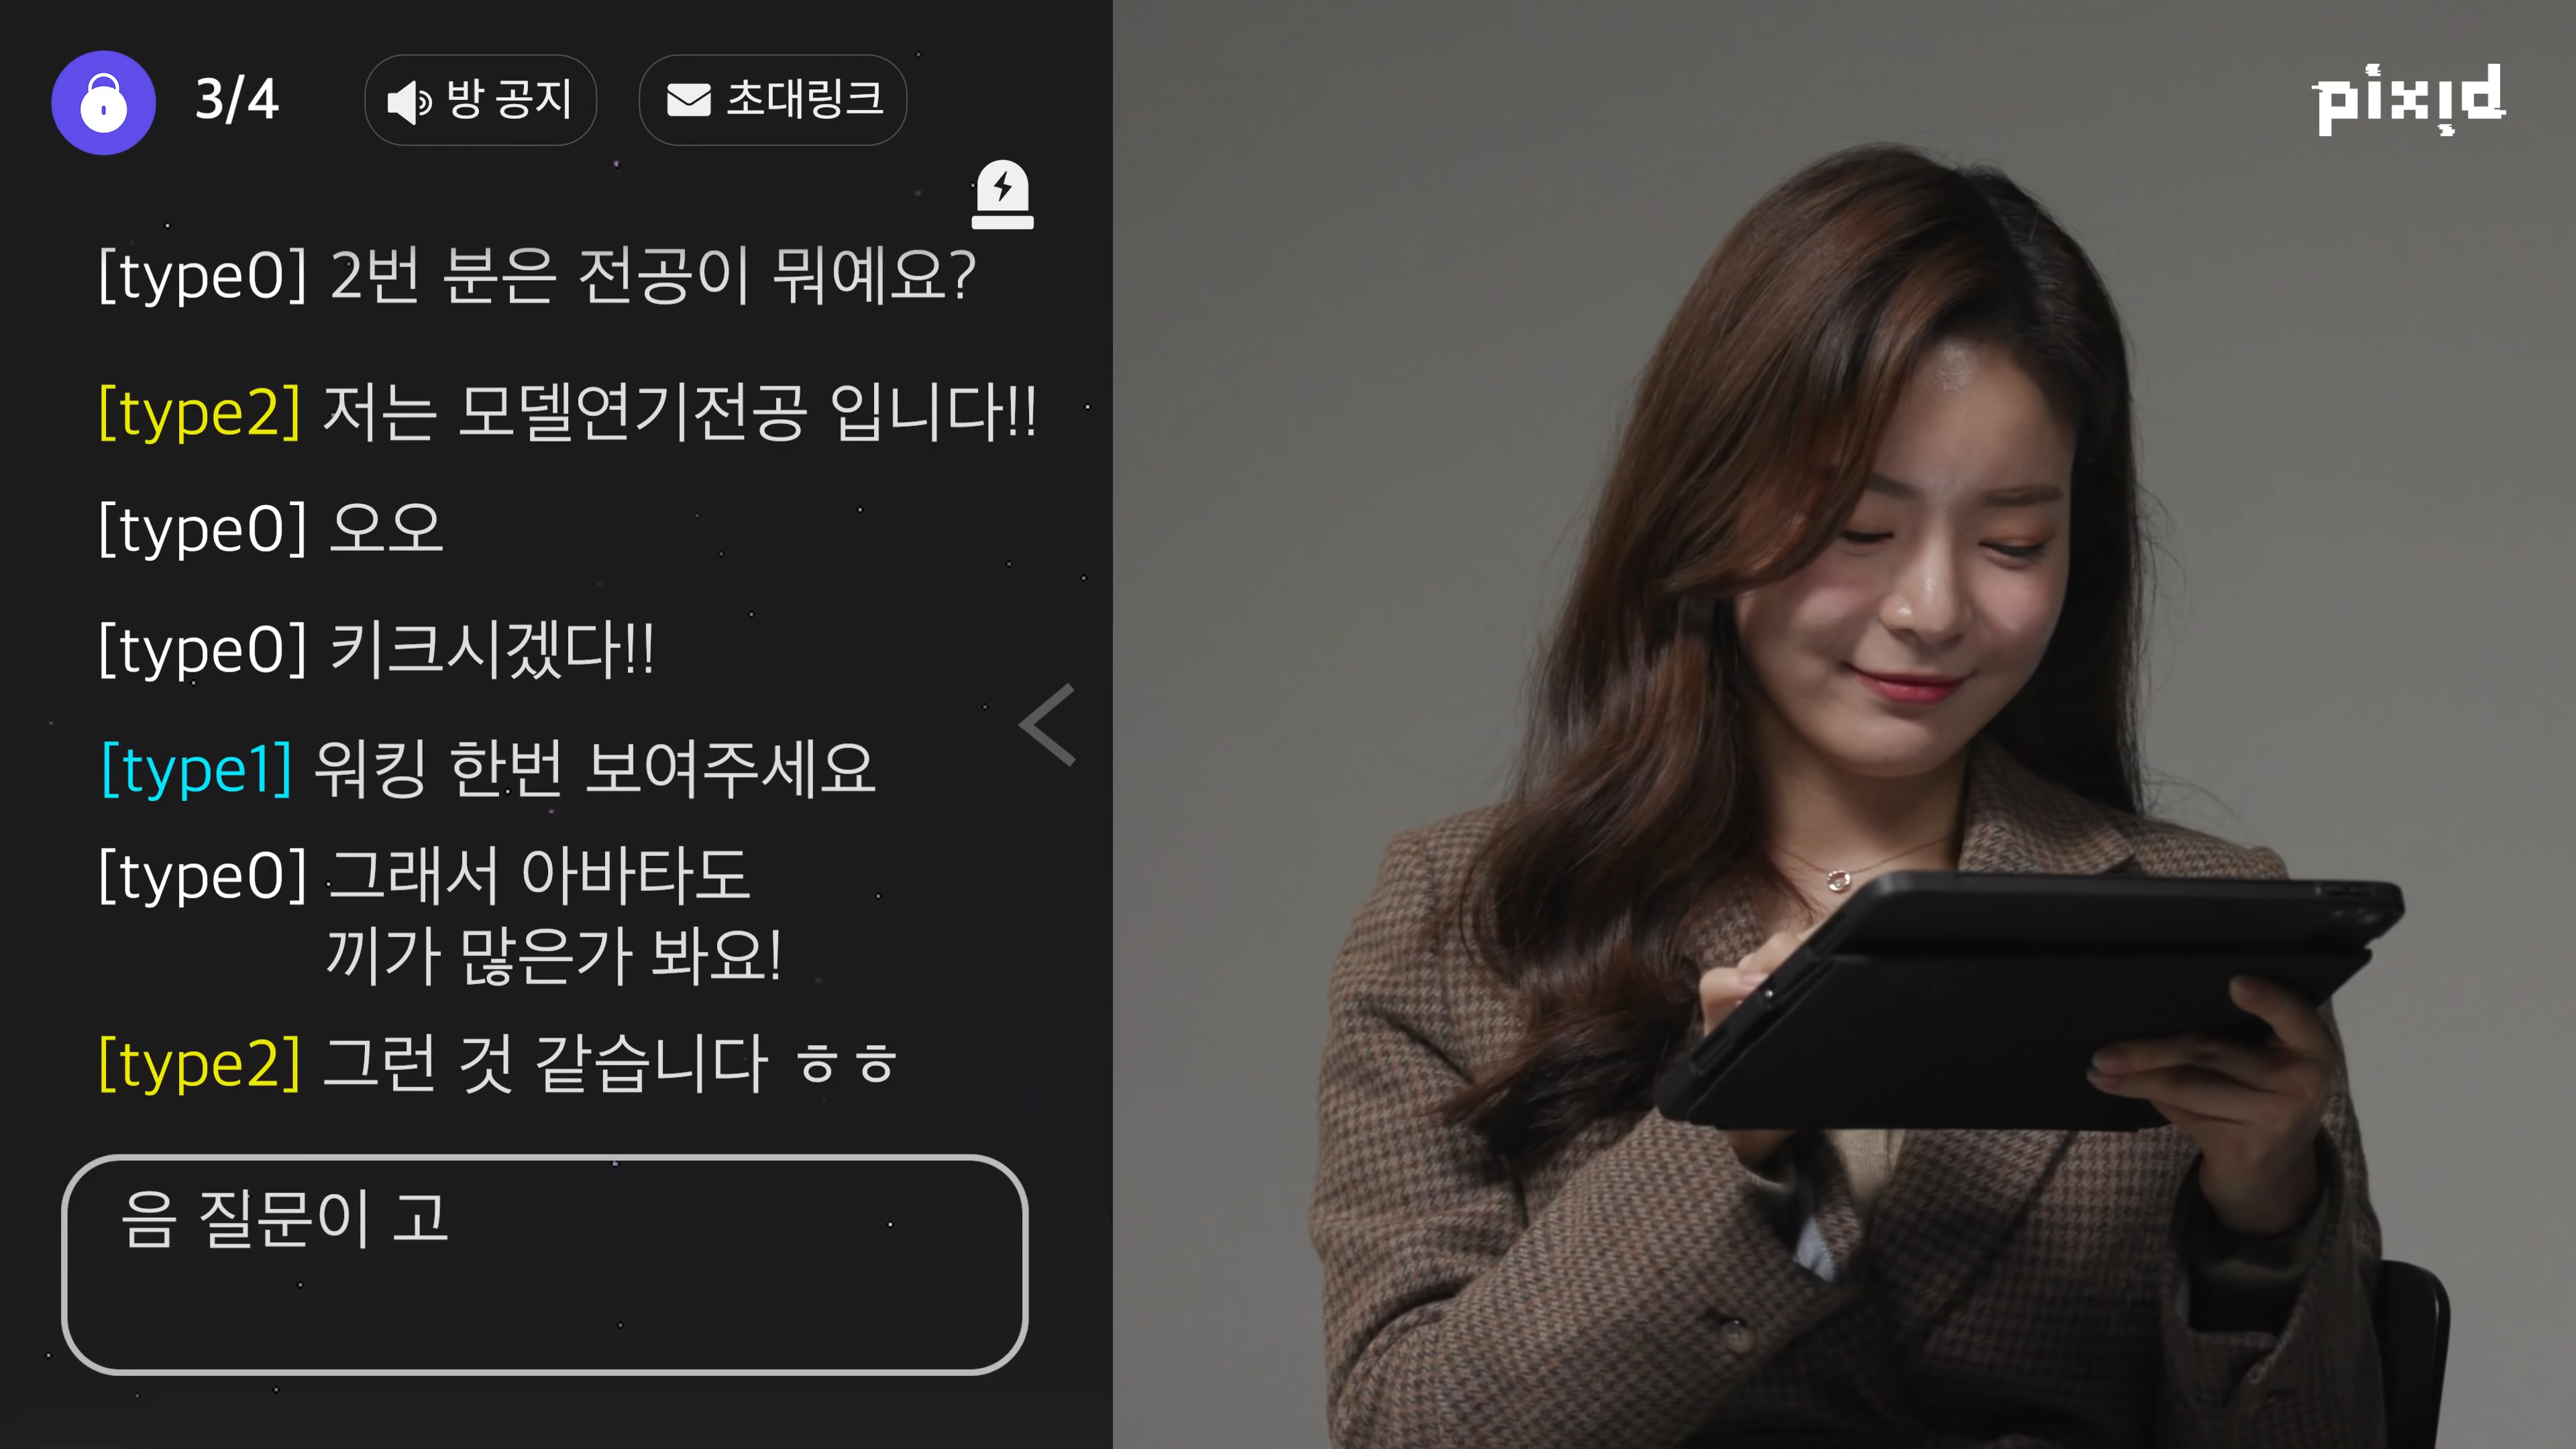 3/4
방 공지
초대링크
pixid
[type0] 2번 분은 전공이 뭐예요?
[type2] 저는 모델연기전공 입니다!!
[type0] 오오
[type0] 키크시겠다!!
[type1] 워킹 한번 보여주세요
[type0] 그래서 아바타도
끼가 많은가 봐요!
[type2] 그런 것 같습니다 ㅎㅎ
음 질문이 고